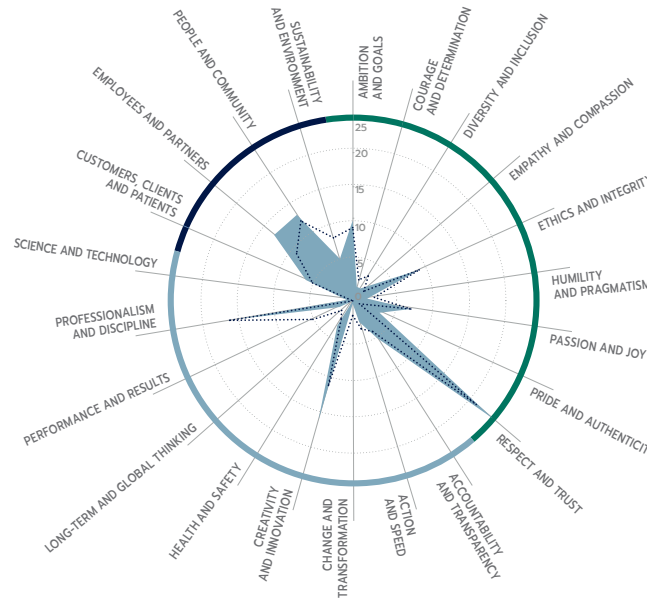 AMBITION
AND GOALS
COURAGE
AND DETERMINATION
DIVERSITY AND INCLUSION
EMPATHY AND COMPASSION
ETHICS AND INTEGRITY
HUMILITY
AND PRAGMATISM
PASSION AND JOY
PRIDE AND AUTHENTICIT
RESPECT AND TRUST
ACCOUNTABILITY
AND TRANSPARENCY
ACTION
AND SPEED
CHANGE AND
TRANSFORMATION
CREATIVITY
AND INNOVATION
HEALTH AND SAFETY
LONG-TERM AND GLOBAL THINKING
PERFORMANCE AND RESULTS
PROFESSIONALISM
AND DISCIPLINE
SCIENCE AND TECHNOLOGY
CUSTOMERS, CLIENTS
AND PATIENTS
EMPLOYEES AND PARTNERS
PEOPLE AND COMMUNITY
SUSTAINABILITY
AND ENVIRONMENT
25
20
15
10
5